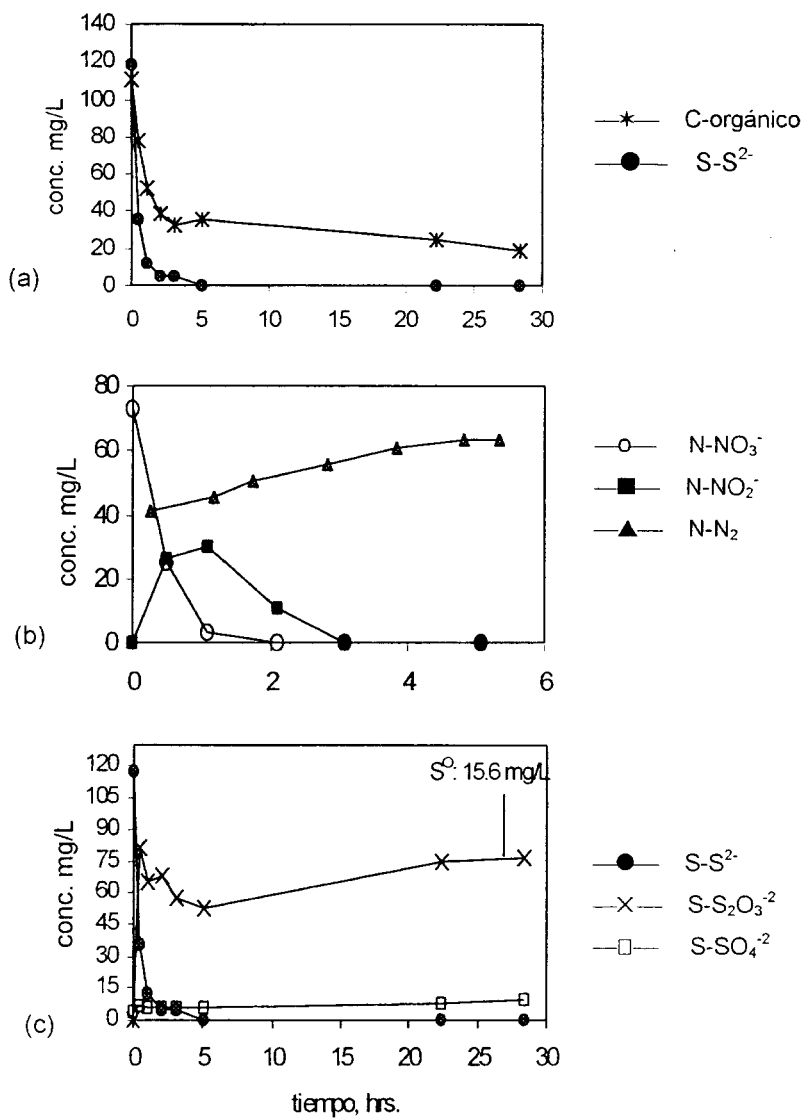 140
120
100
80
60
40
20
0
conc. mg/L
(a)
0 5 10 15 20 25 30
C-orgánico
S-S²⁻
80
60
40
20
0
conc. mg/L
(b)
0 2 4 6
N-NO₃⁻
N-NO₂⁻
N-N₂
120
105
90
75
60
45
30
15
0
conc. mg/L
(c)
S⁰: 15.6 mg/L
0 5 10 15 20 25 30
tiempo, hrs.
S-S²⁻
S-S₂O₃⁻²
S-SO₄⁻²